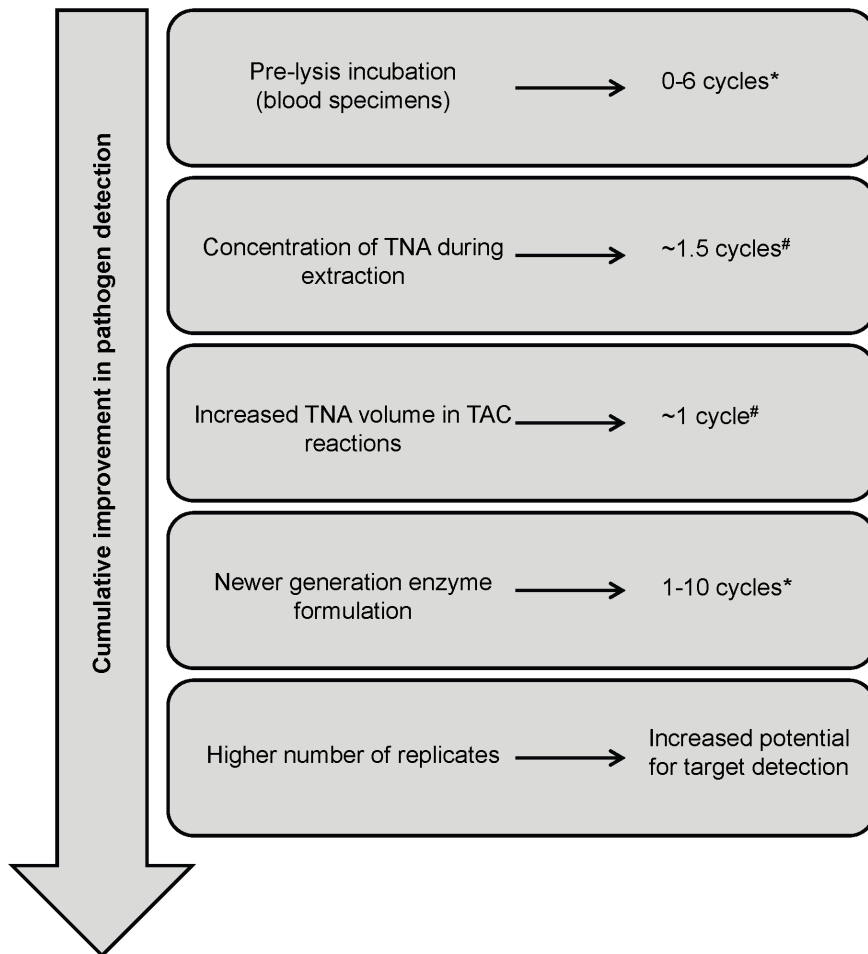 Cumulative improvement in pathogen detection
Pre-lysis incubation
(blood specimens)
0-6 cycles*
Concentration of TNA during
extraction
~1.5 cycles#
Increased TNA volume in TAC
reactions
~1 cycle#
Newer generation enzyme
formulation
1-10 cycles*
Higher number of replicates
Increased potential
for target detection